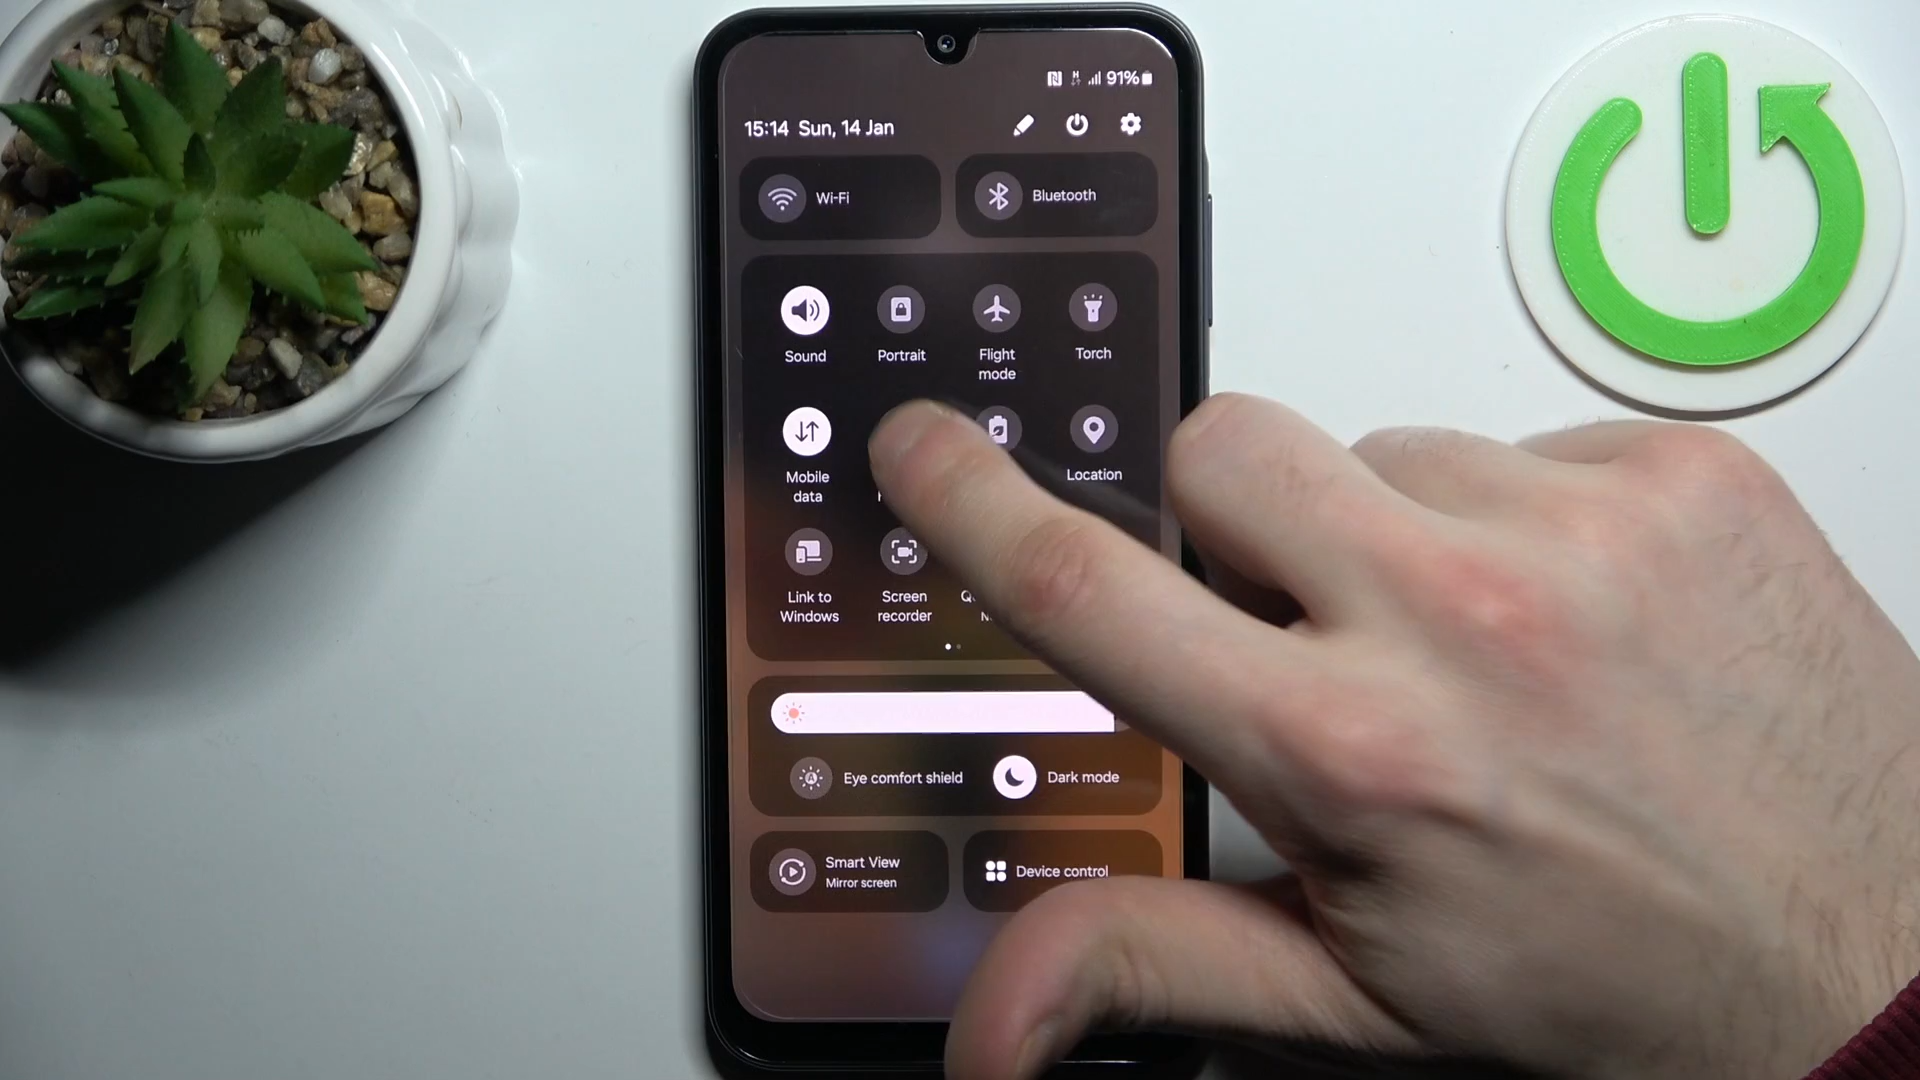 91%
15:14 Sun, 14 Jan
Wi-Fi
Bluetooth
Sound
Portrait
Flight
mode
Torch
Mobile
data
Location
Link to
Windows
Screen
recorder
Eye comfort shield
Dark mode
Smart View
Mirror screen
Device control